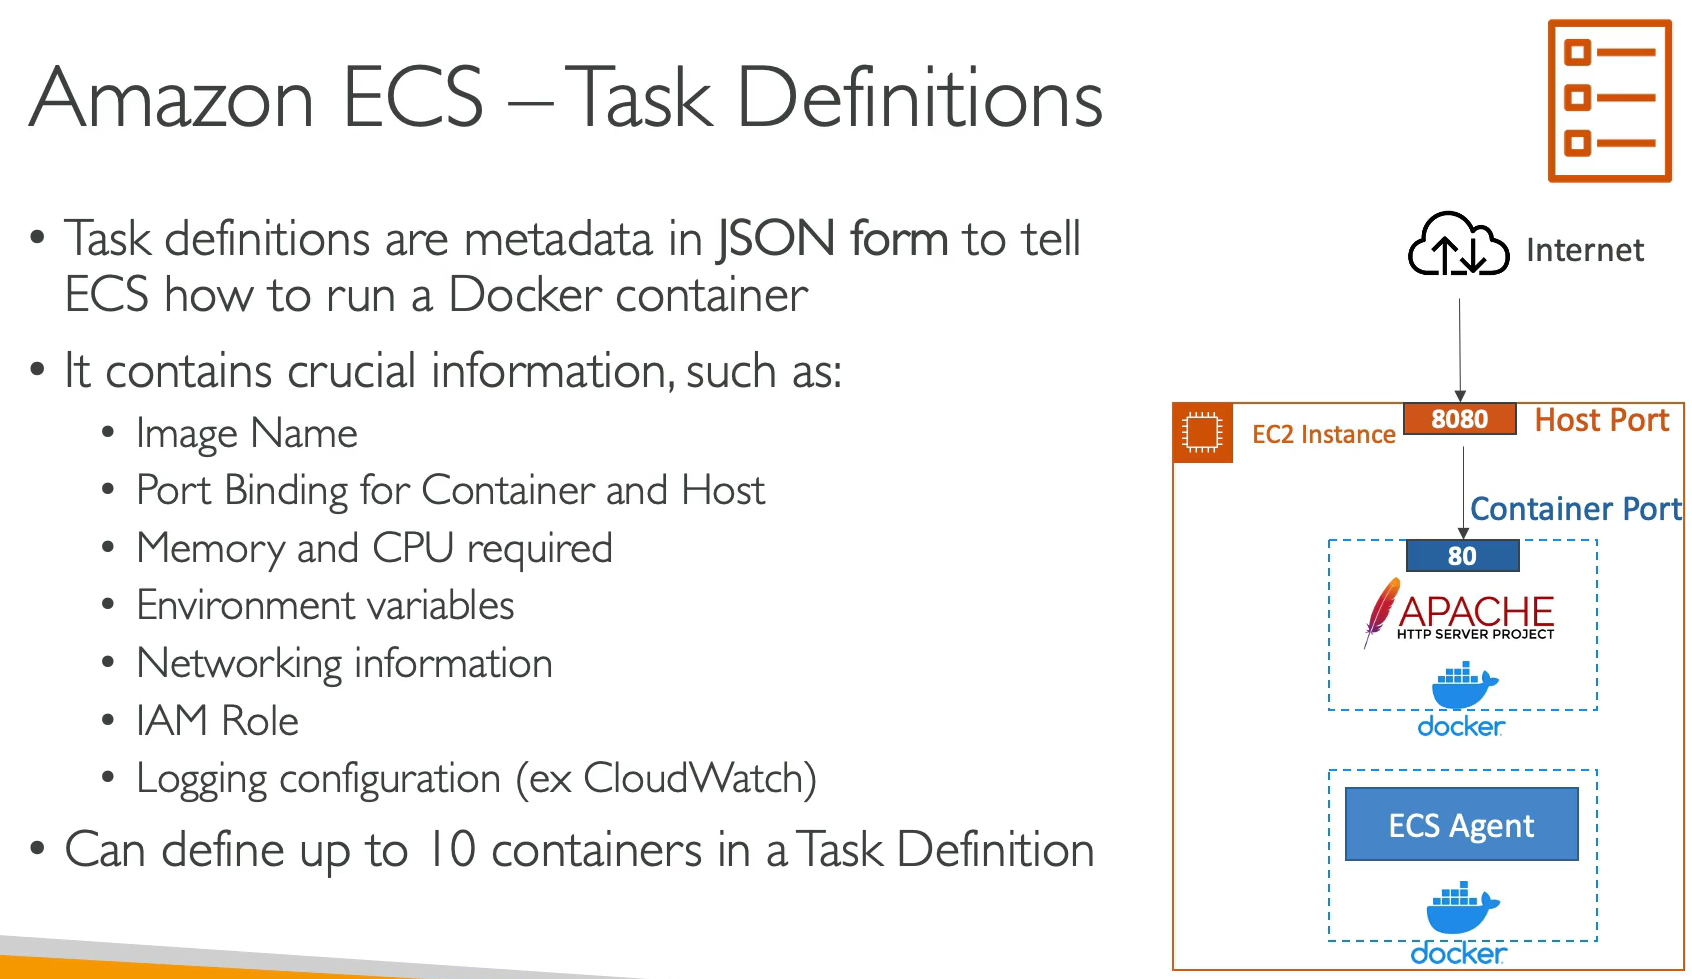 Amazon ECS – Task Definitions
• Task definitions are metadata in JSON form to tell
ECS how to run a Docker container
• It contains crucial information, such as:
• Image Name
• Port Binding for Container and Host
• Memory and CPU required
• Environment variables
• Networking information
• IAM Role
• Logging configuration (ex CloudWatch)
• Can define up to 10 containers in a Task Definition
Internet
8080
Host Port
EC2 Instance
Container Port
80
APACHE
HTTP SERVER PROJECT
docker
ECS Agent
docker